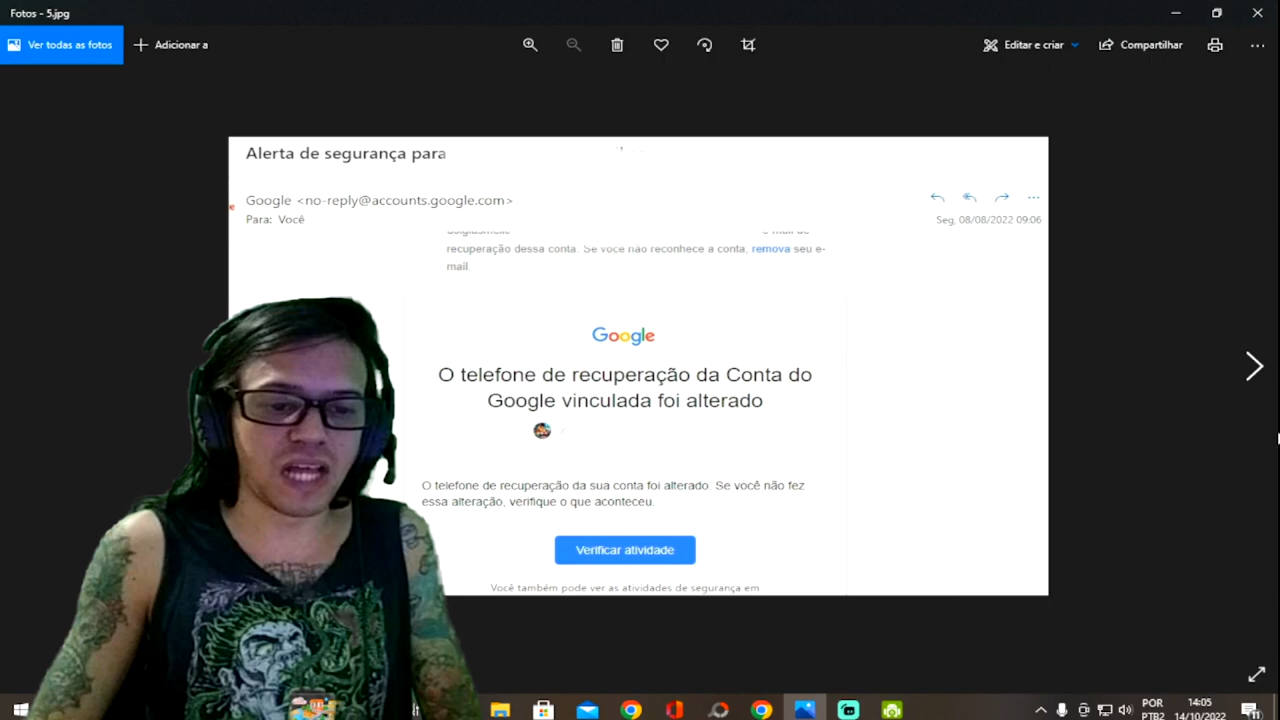 Fotos - 5.jpg
Ver todas as fotos
Adicionar a
Editar e criar
Compartilhar
Alerta de segurança para
Google <no-reply@accounts.google.com>
Para: Você
Seg, 08/08/2022 09:06
e-mail de
recuperação dessa conta. Se você não reconhece a conta, remova seu e-
mail.
Google
O telefone de recuperação da Conta do
Google vinculada foi alterado
O telefone de recuperação da sua conta foi alterado. Se você não fez
essa alteração, verifique o que aconteceu.
Verificar atividade
Você também pode ver as atividades de segurança em
POR
14:05
PTB2
14/10/2022
11